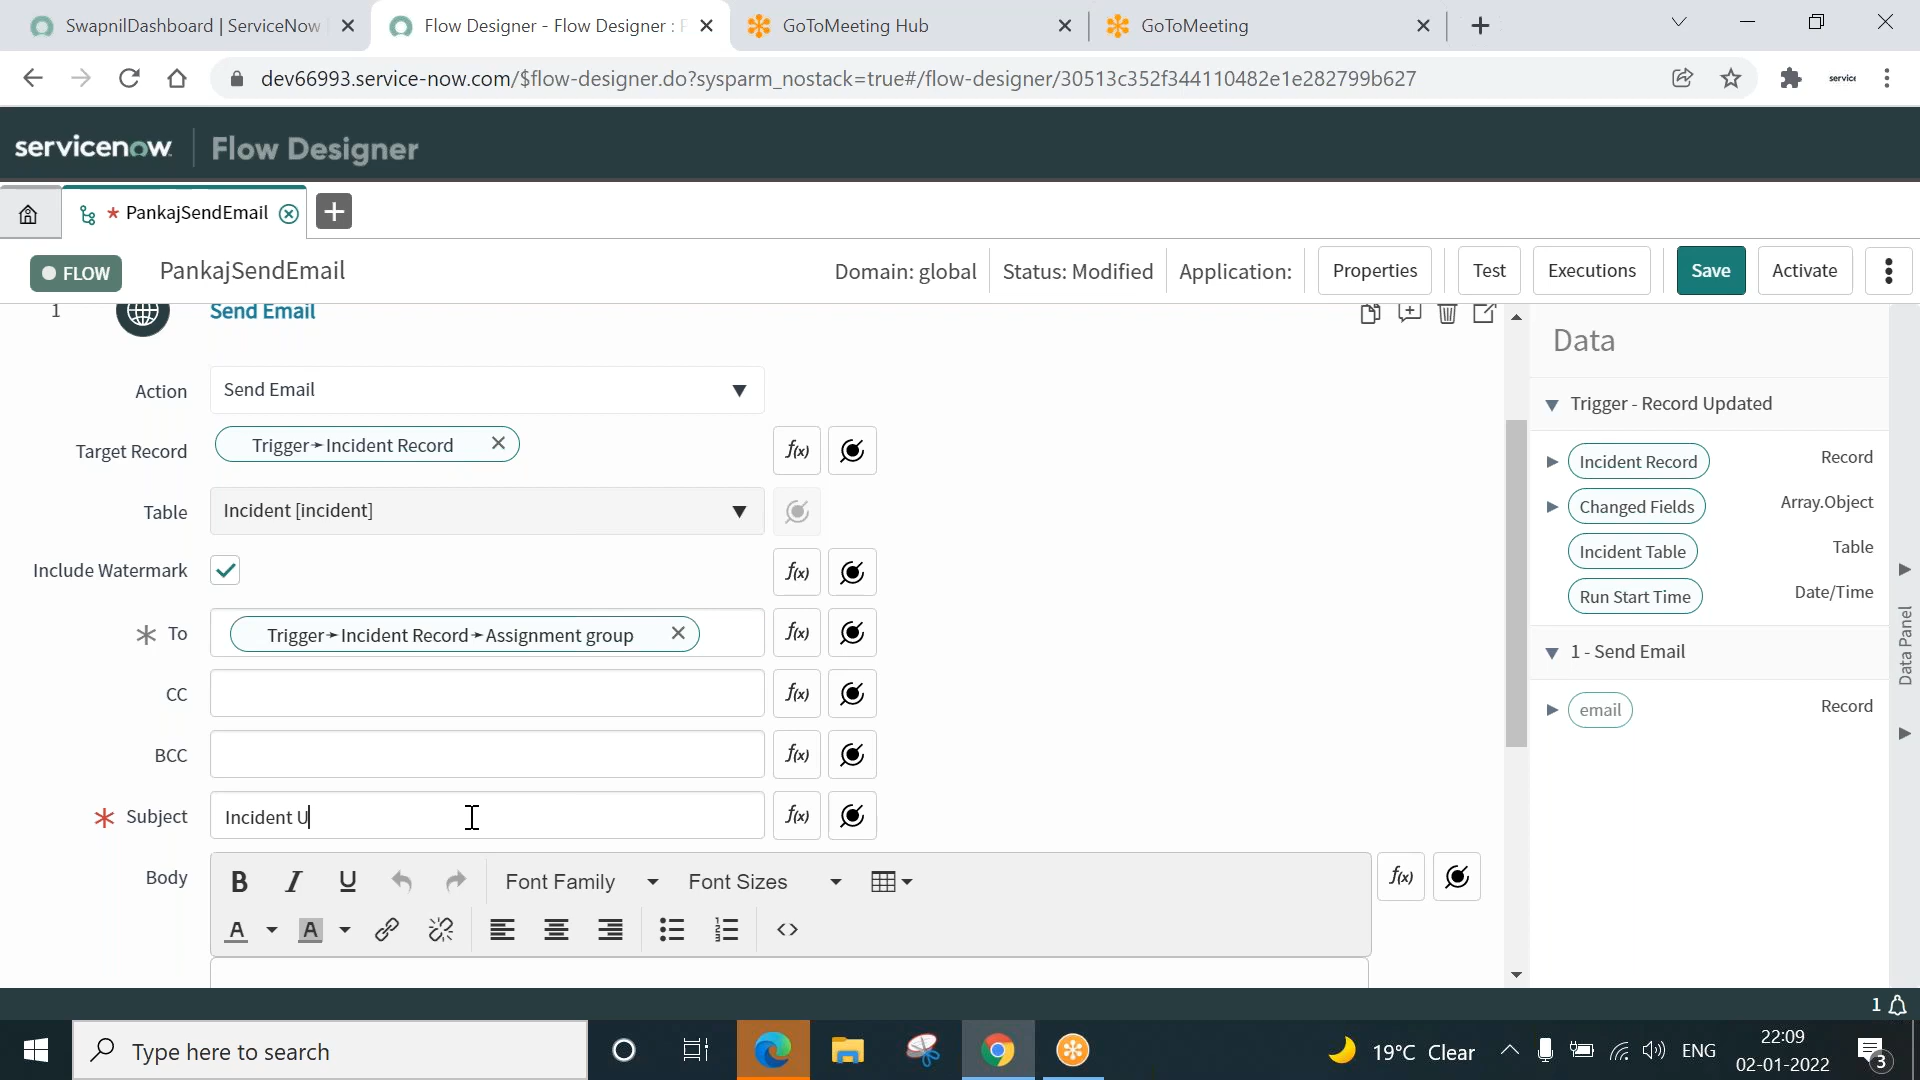 SwapnilDashboard | ServiceNow
Flow Designer - Flow Designer :
GoToMeeting Hub
GoToMeeting
dev66993.service-now.com/$flow-designer.do?sysparm_nostack=true#/flow-designer/30513c352f344110482e1e282799b627
servicenow Flow Designer
* PankajSendEmail
FLOW PankajSendEmail Domain: global Status: Modified Application: Properties Test Executions Save Activate
1 Send Email
Action Send Email
Target Record Trigger➛Incident Record
Table Incident [incident] ▼
Include Watermark
To Trigger➛Incident Record➛Assignment group
CC
BCC
Subject Incident U
Body B I U Font Family Font Sizes
A A <>
f(x)
f(x)
f(x)
f(x)
f(x)
f(x)
f(x)
Data
Trigger - Record Updated
Incident Record Record
Changed Fields Array.Object
Incident Table Table
Run Start Time Date/Time
1 - Send Email
email Record
Data Panel
1
Type here to search
19°C Clear
ENG
22:09
02-01-2022
3